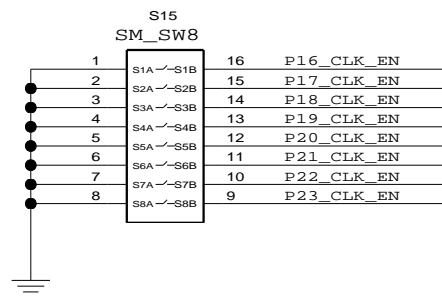 S15
SM_SW8
1 S1A S1B 16 P16_CLK_EN
2 S2A S2B 15 P17_CLK_EN
3 S3A S3B 14 P18_CLK_EN
4 S4A S4B 13 P19_CLK_EN
5 S5A S5B 12 P20_CLK_EN
6 S6A S6B 11 P21_CLK_EN
7 S7A S7B 10 P22_CLK_EN
8 S8A S8B 9 P23_CLK_EN